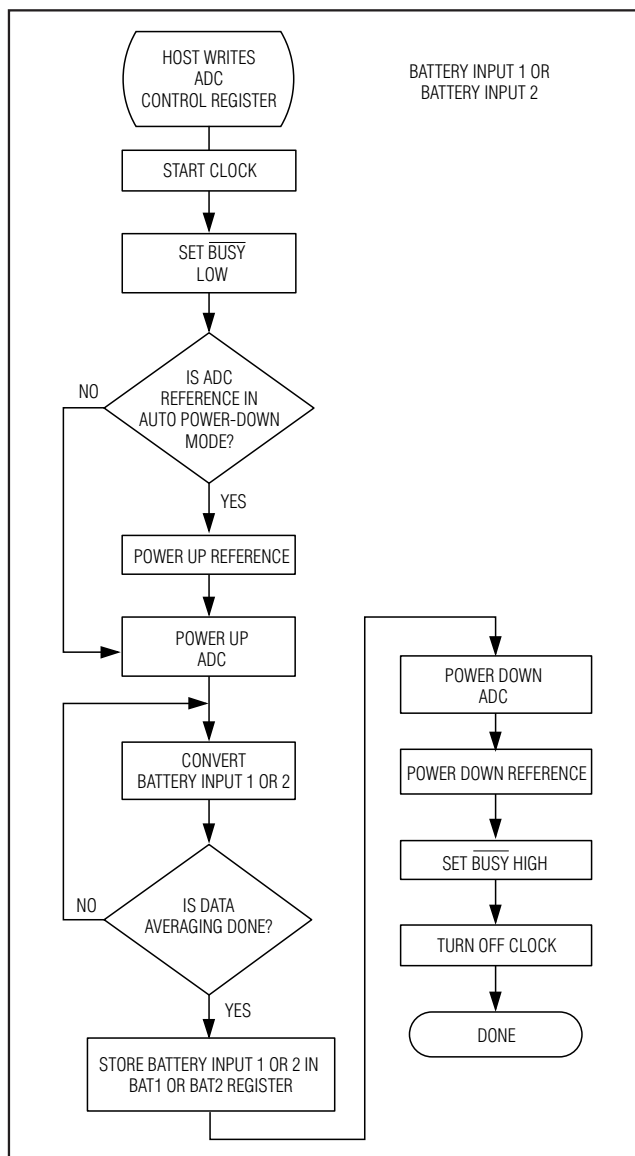 HOST WRITES
ADC
CONTROL REGISTER
BATTERY INPUT 1 OR
BATTERY INPUT 2
START CLOCK
SET B̅U̅S̅Y̅
LOW
IS ADC
REFERENCE IN
AUTO POWER-DOWN
MODE?
NO
YES
POWER UP REFERENCE
POWER UP
ADC
CONVERT
BATTERY INPUT 1 OR 2
IS DATA
AVERAGING DONE?
NO
YES
STORE BATTERY INPUT 1 OR 2 IN
BAT1 OR BAT2 REGISTER
POWER DOWN
ADC
POWER DOWN REFERENCE
SET B̅U̅S̅Y̅ HIGH
TURN OFF CLOCK
DONE